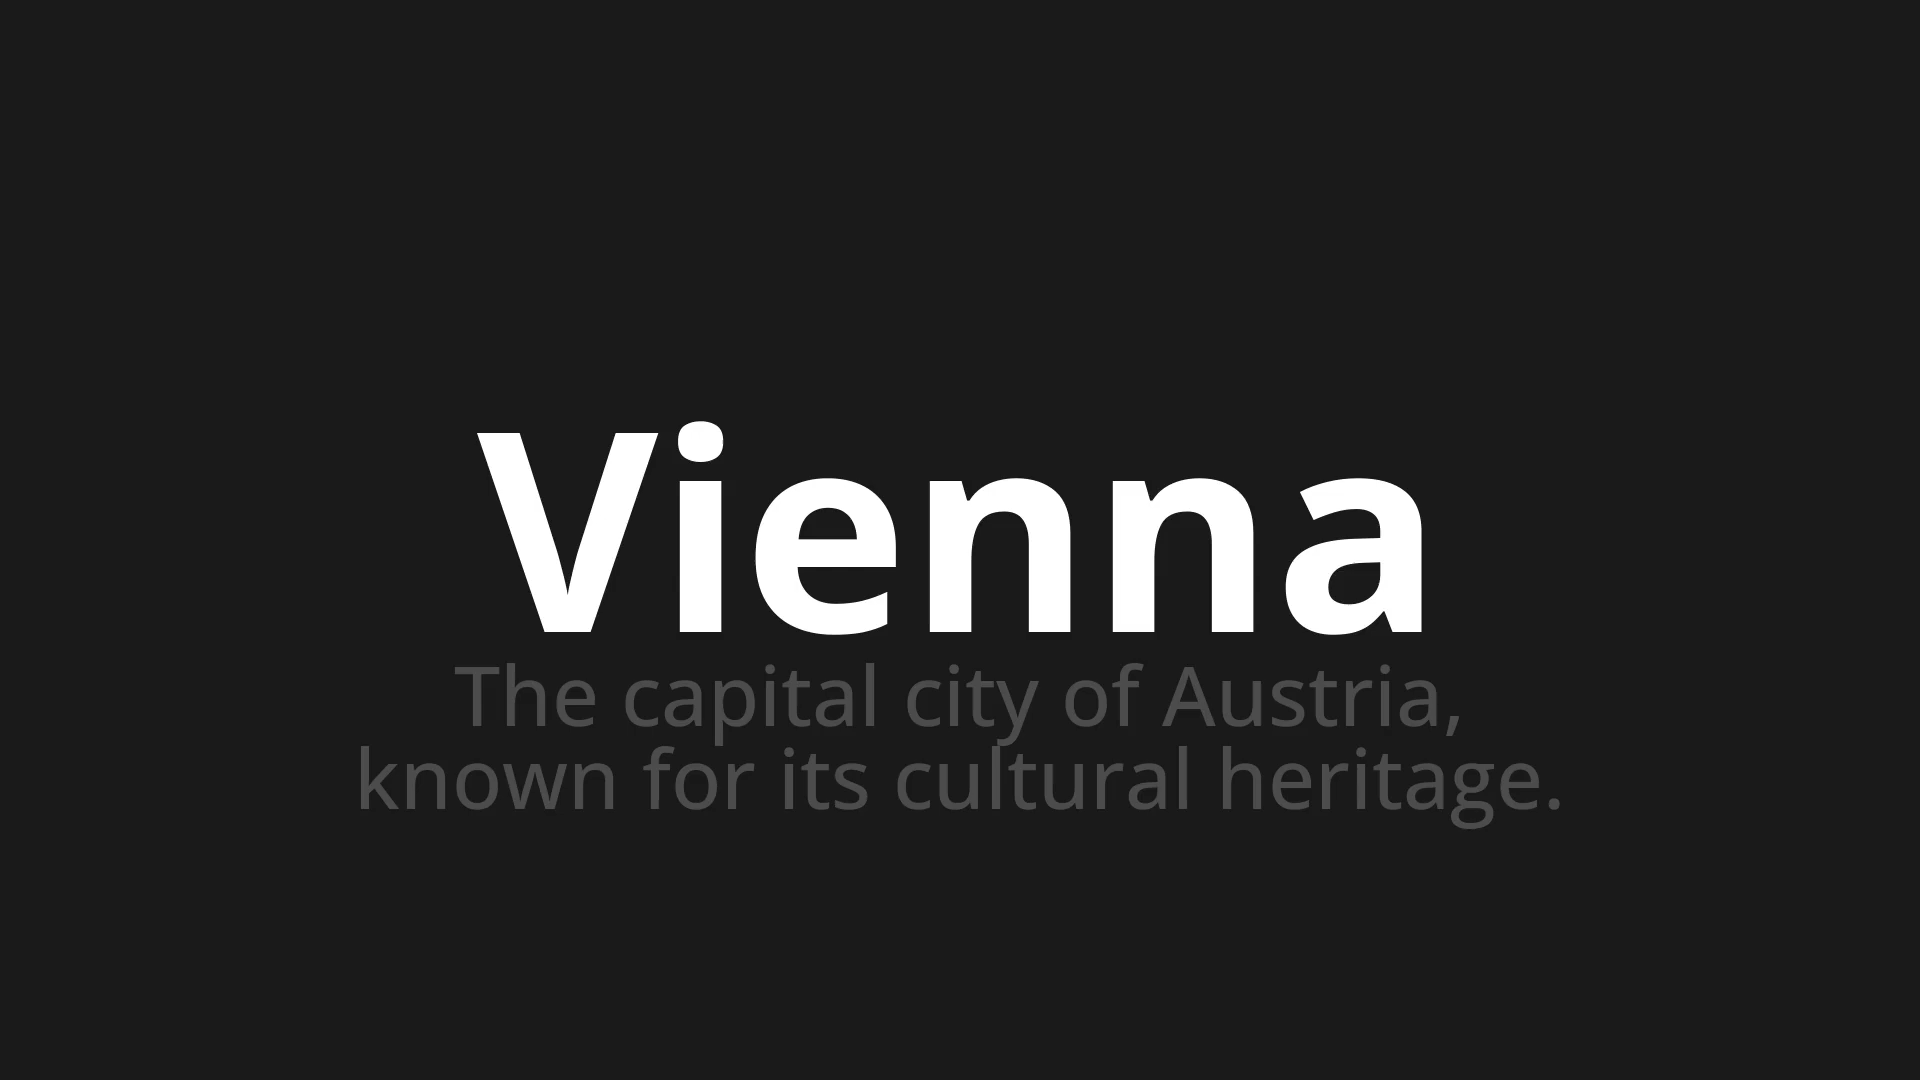 Vienna
The capital city of Austria,
known for its cultural heritage.